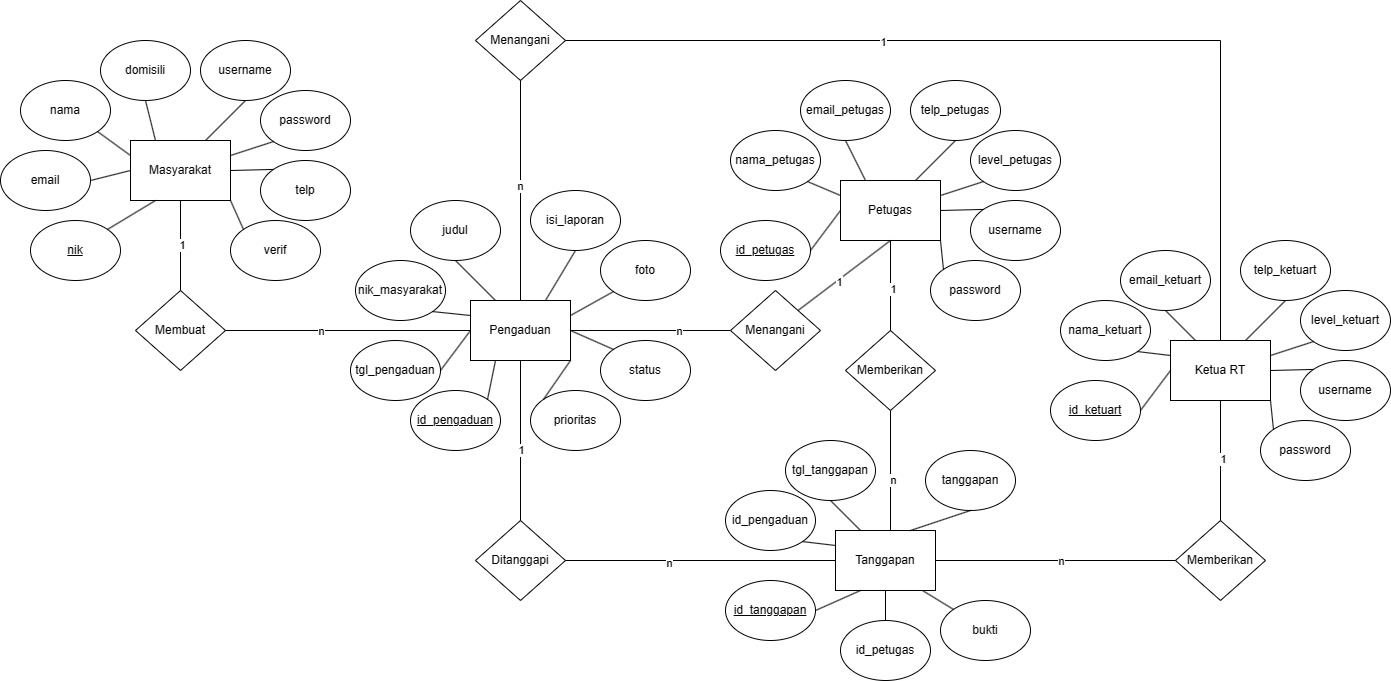 Menangani
1
n
domisili
username
nama
password
Masyarakat
email
telp
nik
verif
1
Membuat
n
email_petugas
telp_petugas
nama_petugas
level_petugas
Petugas
id_petugas
username
password
judul
isi_laporan
nik_masyarakat
foto
Pengaduan
tgl_pengaduan
status
id_pengaduan
prioritas
n
Menangani
1
1
Memberikan
n
email_ketuart
telp_ketuart
nama_ketuart
level_ketuart
Ketua RT
id_ketuart
username
password
1
1
Ditanggapi
n
tgl_tanggapan
tanggapan
id_pengaduan
Tanggapan
n
Memberikan
id_tanggapan
id_petugas
bukti